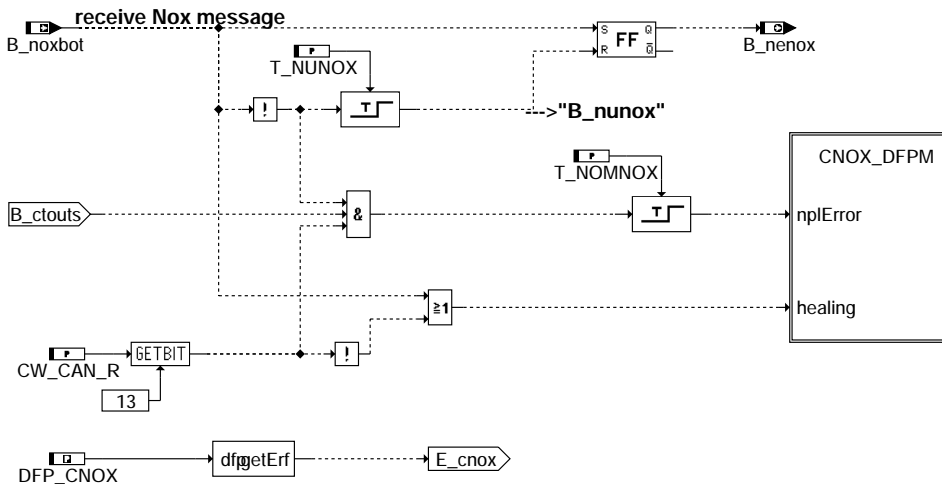 receive Nox message
B_noxbot
P
T_NUNOX
S Q
FF
R Q
B_nenox
!
T
--->"B_nunox"
CNOX_DFPM
P
T_NOMNOX
B_ctouts
&
T
nplError
≥1
healing
P
CW_CAN_R
GETBIT
!
13
DFP_CNOX
dfpgetErf
E_cnox